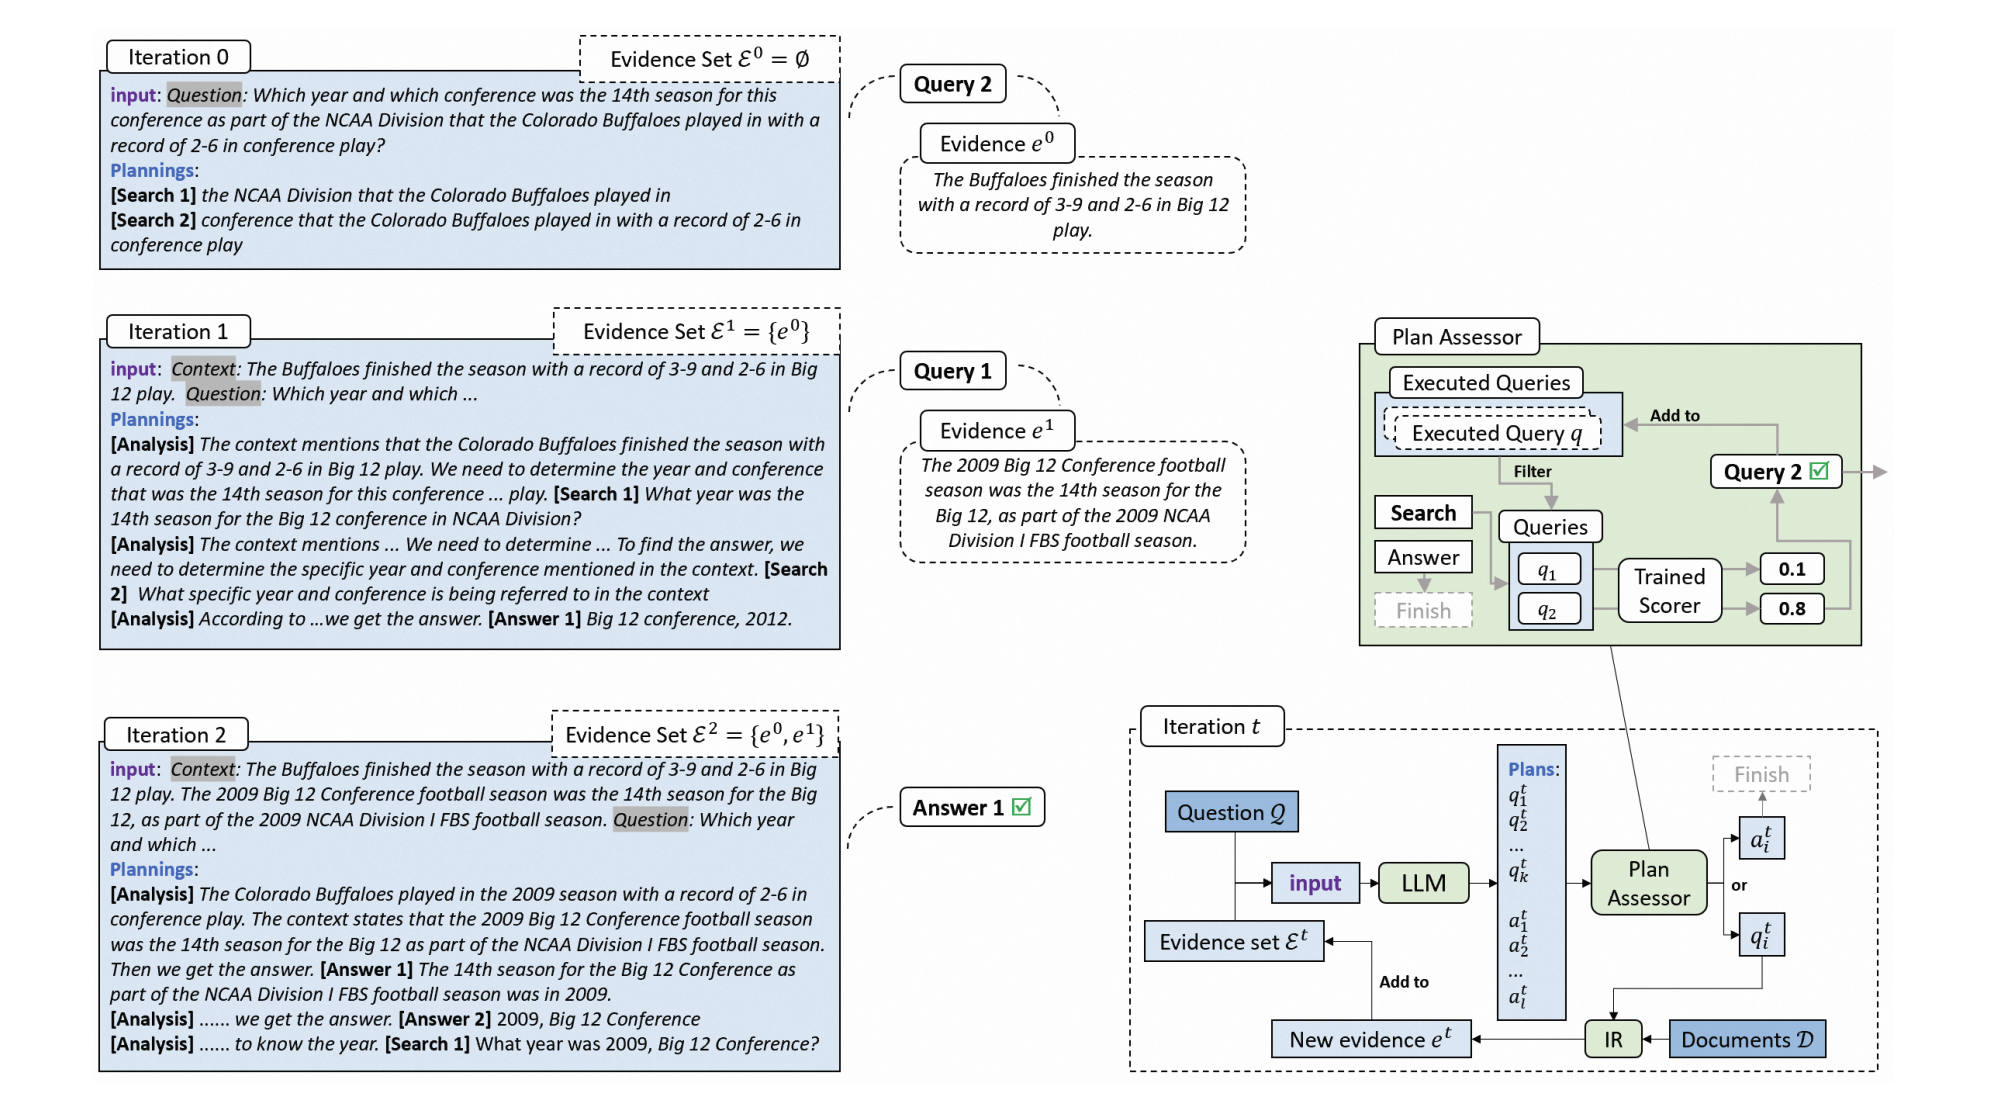 Iteration 0
Evidence Set ℰ⁰ = ∅
input: Question: Which year and which conference was the 14th season for this
conference as part of the NCAA Division that the Colorado Buffaloes played in with a
record of 2-6 in conference play?
Plannings:
[Search 1] the NCAA Division that the Colorado Buffaloes played in
[Search 2] conference that the Colorado Buffaloes played in with a record of 2-6 in
conference play
Query 2
Evidence e⁰
The Buffaloes finished the season
with a record of 3-9 and 2-6 in Big 12
play.
Iteration 1
Evidence Set ℰ¹ = {e⁰}
input: Context: The Buffaloes finished the season with a record of 3-9 and 2-6 in Big
12 play. Question: Which year and which ...
Plannings:
[Analysis] The context mentions that the Colorado Buffaloes finished the season with
a record of 3-9 and 2-6 in Big 12 play. We need to determine the year and conference
that was the 14th season for this conference ... play. [Search 1] What year was the
14th season for the Big 12 conference in NCAA Division?
[Analysis] The context mentions ... We need to determine ... To find the answer, we
need to determine the specific year and conference mentioned in the context. [Search
2] What specific year and conference is being referred to in the context
[Analysis] According to ...we get the answer. [Answer 1] Big 12 conference, 2012.
Query 1
Evidence e¹
The 2009 Big 12 Conference football
season was the 14th season for the
Big 12, as part of the 2009 NCAA
Division I FBS football season.
Iteration 2
Evidence Set ℰ² = {e⁰, e¹}
input: Context: The Buffaloes finished the season with a record of 3-9 and 2-6 in Big
12 play. The 2009 Big 12 Conference football season was the 14th season for the Big
12, as part of the 2009 NCAA Division I FBS football season. Question: Which year
and which ...
Plannings:
[Analysis] The Colorado Buffaloes played in the 2009 season with a record of 2-6 in
conference play. The context states that the 2009 Big 12 Conference football season
was the 14th season for the Big 12 as part of the NCAA Division I FBS football season.
Then we get the answer. [Answer 1] The 14th season for the Big 12 Conference as
part of the NCAA Division I FBS football season was in 2009.
[Analysis] ...... we get the answer. [Answer 2] 2009, Big 12 Conference
[Analysis] ...... to know the year. [Search 1] What year was 2009, Big 12 Conference?
Answer 1 ☑
Plan Assessor
Executed Queries
Executed Query q
Add to
Filter
Query 2 ☑
Search
Queries
Answer
Finish
q₁
q₂
Trained
Scorer
0.1
0.8
Iteration t
Question 𝒬
input
LLM
Evidence set ℰᵗ
Add to
New evidence eᵗ
Plans:
q₁ᵗ
q₂ᵗ
...
qₖᵗ
a₁ᵗ
a₂ᵗ
...
aₗᵗ
Plan
Assessor
Finish
aᵢᵗ
or
qᵢᵗ
IR
Documents 𝒟